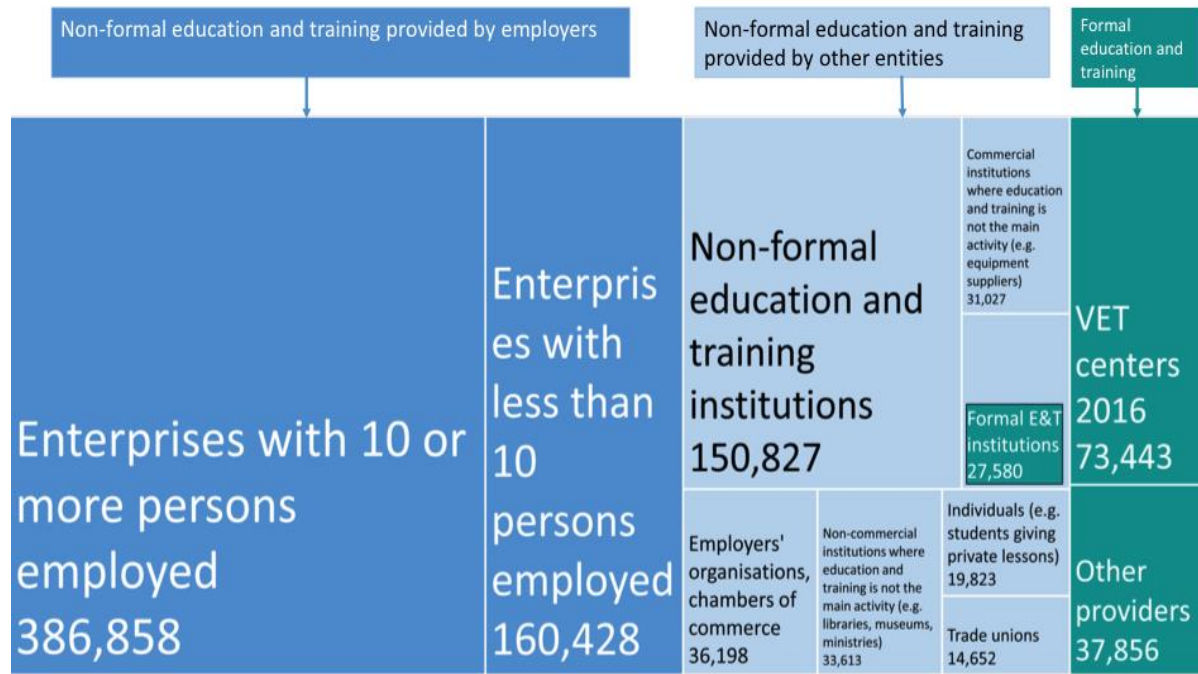 Non-formal education and training provided by employers
Non-formal education and training
provided by other entities
Formal
education and
training
Enterprises with 10 or
more persons
employed
386,858
Enterpris
es with
less than
10
persons
employed
160,428
Non-formal
education and
training
institutions
150,827
Commercial
institutions
where education
and training is
not the main
activity (e.g.
equipment
suppliers)
31,027
Formal E&T
institutions
27,580
Employers'
organisations,
chambers of
commerce
36,198
Non-commercial
institutions where
education and
training is not the
main activity (e.g.
libraries, museums,
ministries)
33,613
Individuals (e.g.
students giving
private lessons)
19,823
Trade unions
14,652
VET
centers
2016
73,443
Other
providers
37,856